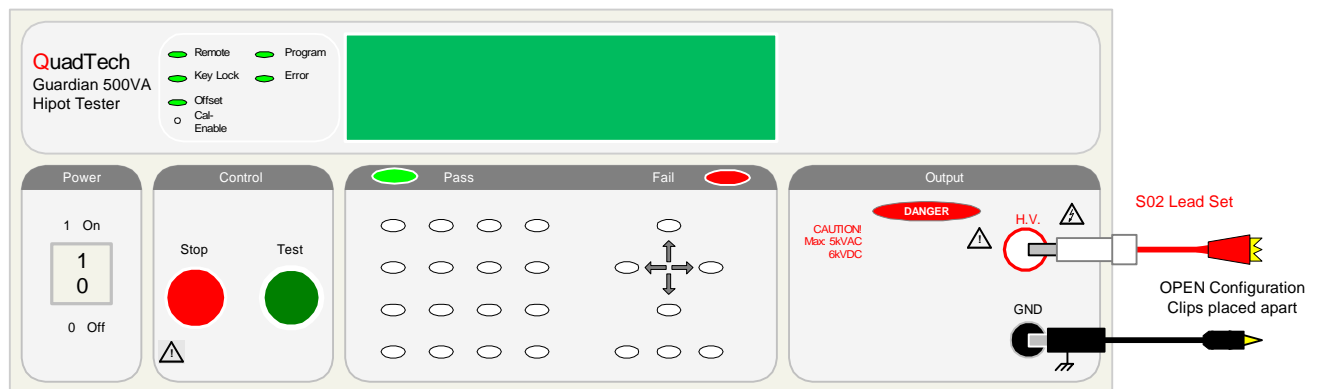 QuadTech
Guardian 500VA
Hipot Tester
Remote
Program
Key Lock
Error
Offset
Cal-
Enable
Power
1 On
1
0
0 Off
Control
Stop
Test
Pass
Fail
Output
DANGER
CAUTION!
Max. 5kVAC
6kVDC
H.V.
GND
S02 Lead Set
OPEN Configuration
Clips placed apart